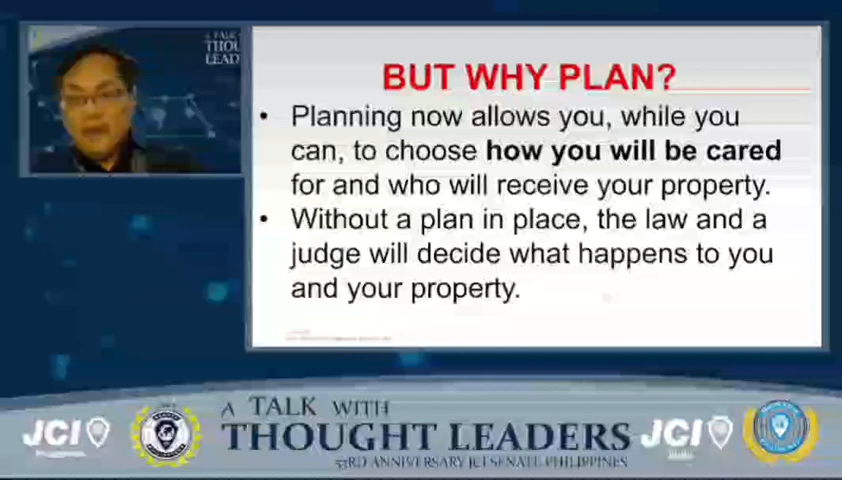 A TALK
THOU
LEAD
BUT WHY PLAN?
• Planning now allows you, while you
can, to choose how you will be cared
for and who will receive your property.
• Without a plan in place, the law and a
judge will decide what happens to you
and your property.
JCI
A TALK WITH
THOUGHT LEADERS
53RD ANNIVERSARY JCI SENATE PHILIPPINES
JCI